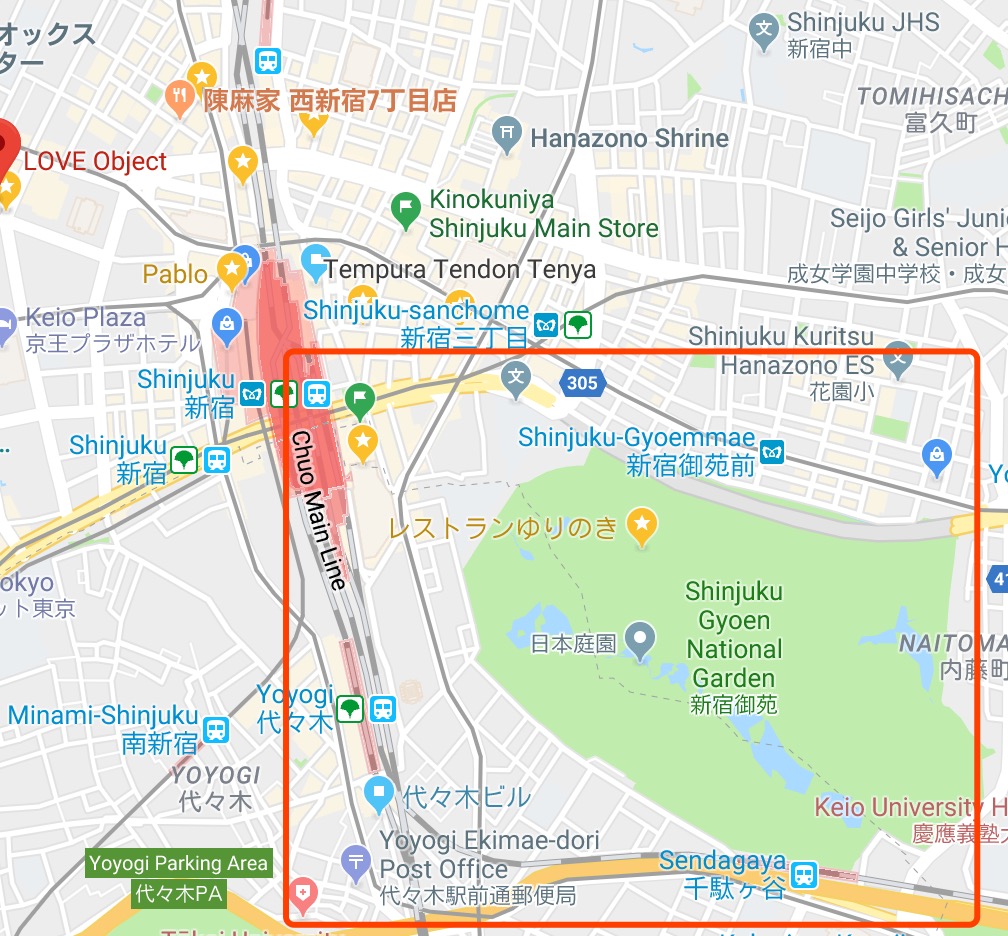 オックス
ター
Shinjuku JHS
新宿中
陳麻家 西新宿7丁目店
TOMIHISACH
富久町
Hanazono Shrine
LOVE Object
Kinokuniya
Shinjuku Main Store
Seijo Girls' Juni
& Senior H
成女学園中学校・成女
Pablo
Tempura Tendon Tenya
Shinjuku-sanchome
新宿三丁目
Keio Plaza
京王プラザホテル
Shinjuku Kuritsu
Hanazono ES
花園小
Shinjuku
新宿
305
Shinjuku
新宿
Shinjuku-Gyoemmae
新宿御苑前
Chuo Main Line
レストランゆりのき
okyo
ット東京
41
Shinjuku
Gyoen
National
Garden
新宿御苑
日本庭園
NAITOMA
内藤町
Yoyogi
代々木
Minami-Shinjuku
南新宿
YOYOGI
代々木
代々木ビル
Keio University H
慶應義塾大
Yoyogi Ekimae-dori
Post Office
代々木駅前通郵便局
Yoyogi Parking Area
代々木PA
Sendagaya
千駄ケ谷